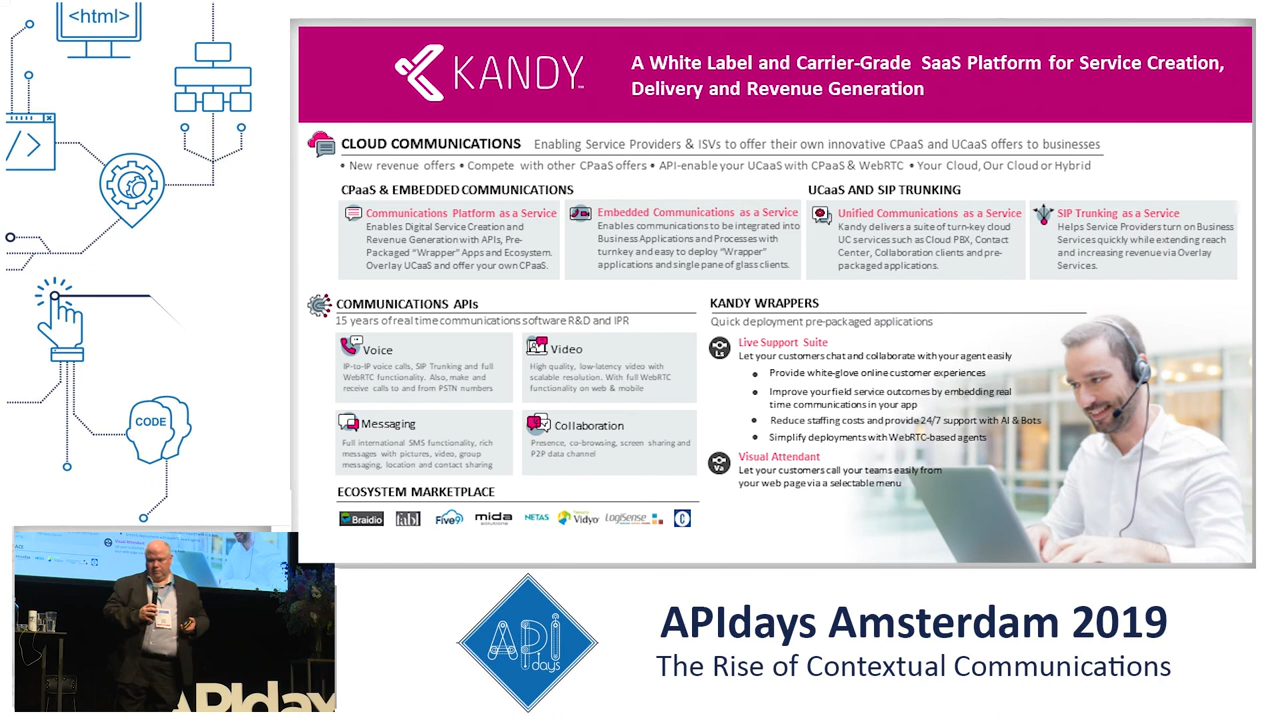 <html>
KANDY
A White Label and Carrier-Grade SaaS Platform for Service Creation,
Delivery and Revenue Generation
CLOUD COMMUNICATIONS Enabling Service Providers & ISVs to offer their own innovative CPaaS and UCaaS offers to businesses
• New revenue offers • Compete with other CPaaS offers • API-enable your UCaaS with CPaaS & WebRTC • Your Cloud, Our Cloud or Hybrid
CPaaS & EMBEDDED COMMUNICATIONS
Communications Platform as a Service
Enables Digital Service Creation and
Revenue Generation with APIs, Pre-
Packaged "Wrapper" Apps and Ecosystem.
Overlay UCaaS and offer your own CPaaS.
Embedded Communications as a Service
Enables communications to be integrated into
Business Applications and Processes with
turnkey and easy to deploy "Wrapper"
applications and single pane of glass clients.
UCaaS AND SIP TRUNKING
Unified Communications as a Service
Kandy delivers a suite of turn-key cloud
UC services such as Cloud PBX, Contact
Center, Collaboration clients and pre-
packaged applications.
SIP Trunking as a Service
Helps Service Providers turn on Business
Services quickly while extending reach
and increasing revenue via Overlay
Services.
COMMUNICATIONS APIs
15 years of real time communications software R&D and IPR
Voice
IP-to-IP voice calls, SIP Trunking and full
WebRTC functionality. Also, make and
receive calls to and from PSTN numbers
Video
High quality, low-latency video with
scalable resolution. With full WebRTC
functionality on web & mobile
Messaging
Full international SMS functionality, rich
messages with pictures, video, group
messaging, location and contact sharing
Collaboration
Presence, co-browsing, screen sharing and
P2P data channel
ECOSYSTEM MARKETPLACE
Braidio
fabl
Five9
mida
solutions
NETAS
Vidyo
LogiSense
KANDY WRAPPERS
Quick deployment pre-packaged applications
Ls
Live Support Suite
Let your customers chat and collaborate with your agent easily
• Provide white-glove online customer experiences
• Improve your field service outcomes by embedding real
time communications in your app
• Reduce staffing costs and provide 24/7 support with AI & Bots
• Simplify deployments with WebRTC-based agents
Va
Visual Attendant
Let your customers call your teams easily from
your web page via a selectable menu
CODE
APIdays
API
days
APIdays Amsterdam 2019
The Rise of Contextual Communications